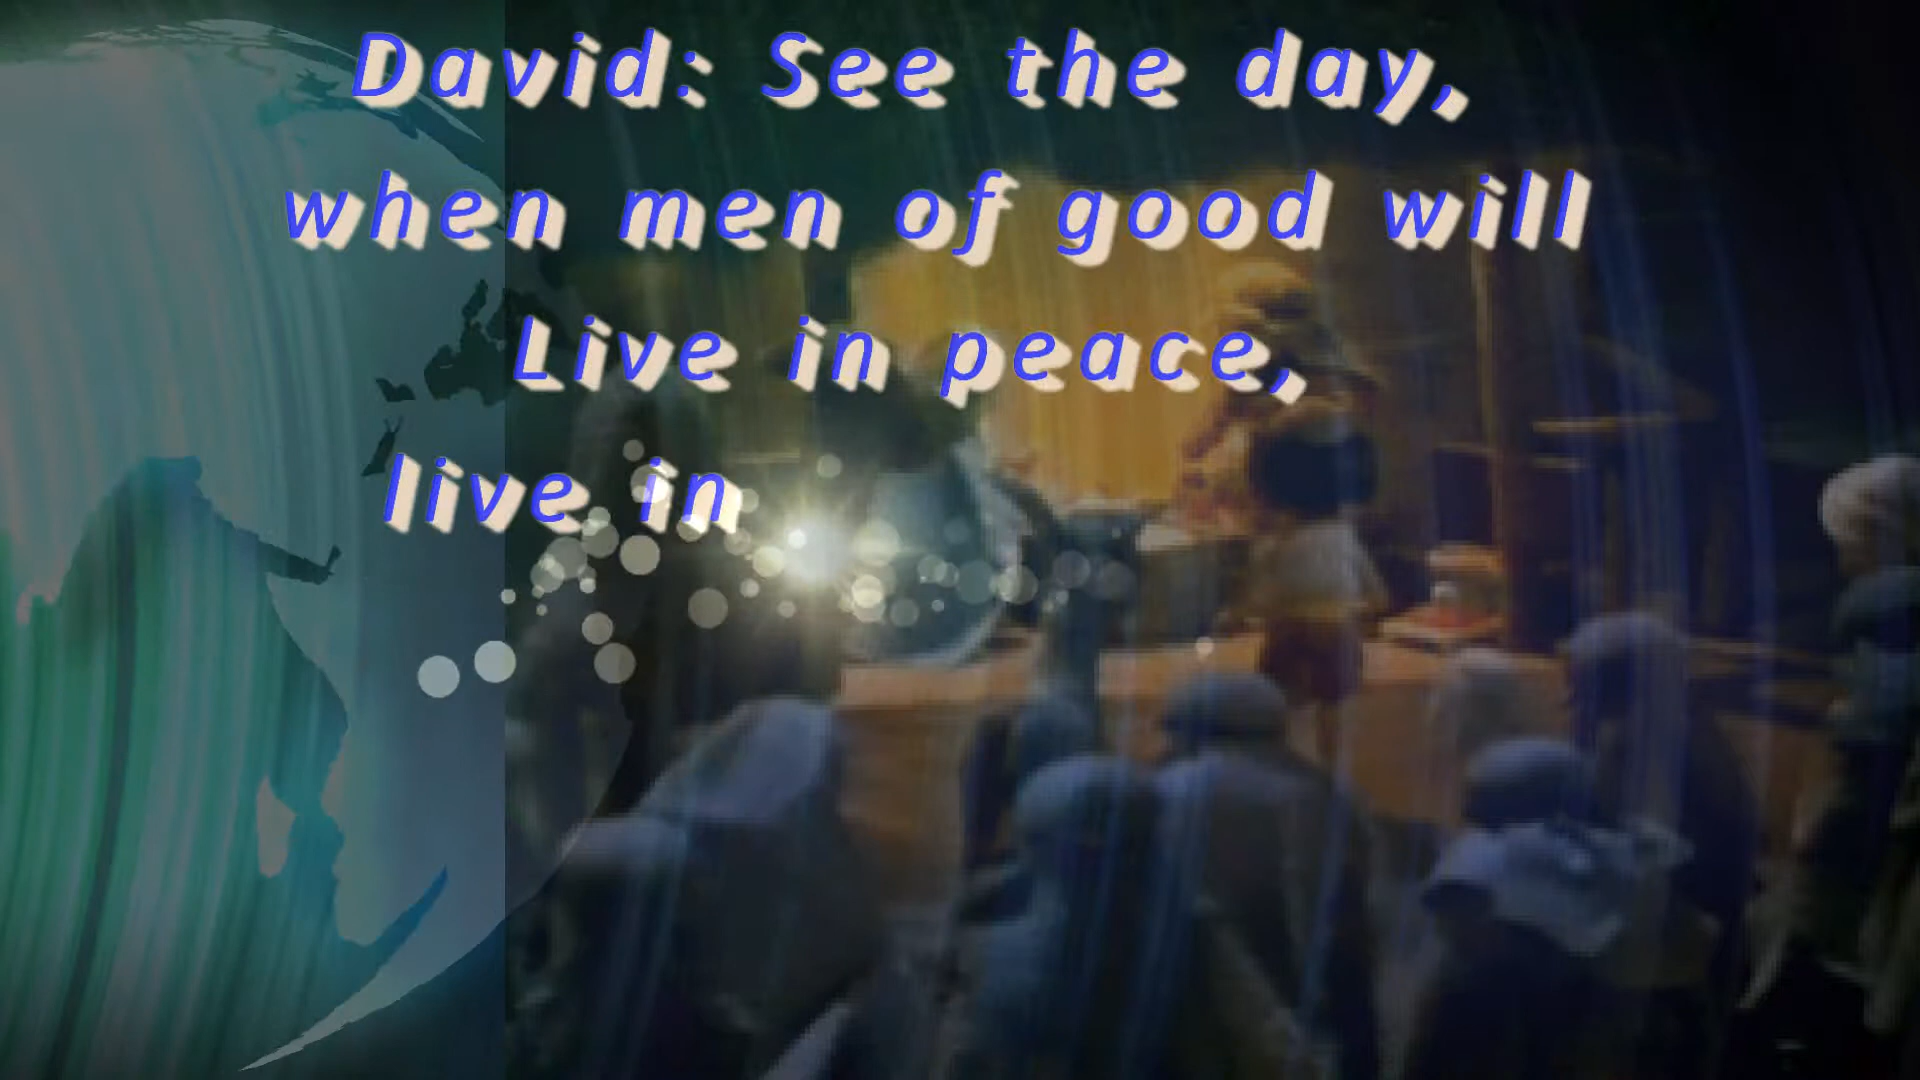 David: See the day,
when men of good will
Live in peace,
live in